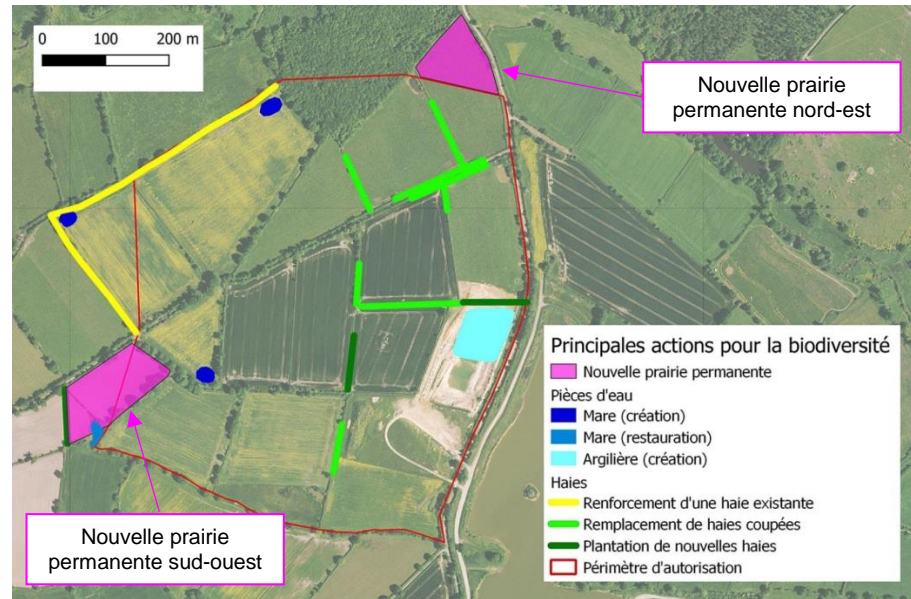 0 100 200 m
Nouvelle prairie
permanente nord-est
Principales actions pour la biodiversité
Nouvelle prairie permanente
Pièces d'eau
Mare (création)
Mare (restauration)
Argilière (création)
Haies
Renforcement d'une haie existante
Remplacement de haies coupées
Plantation de nouvelles haies
Périmètre d'autorisation
Nouvelle prairie
permanente sud-ouest